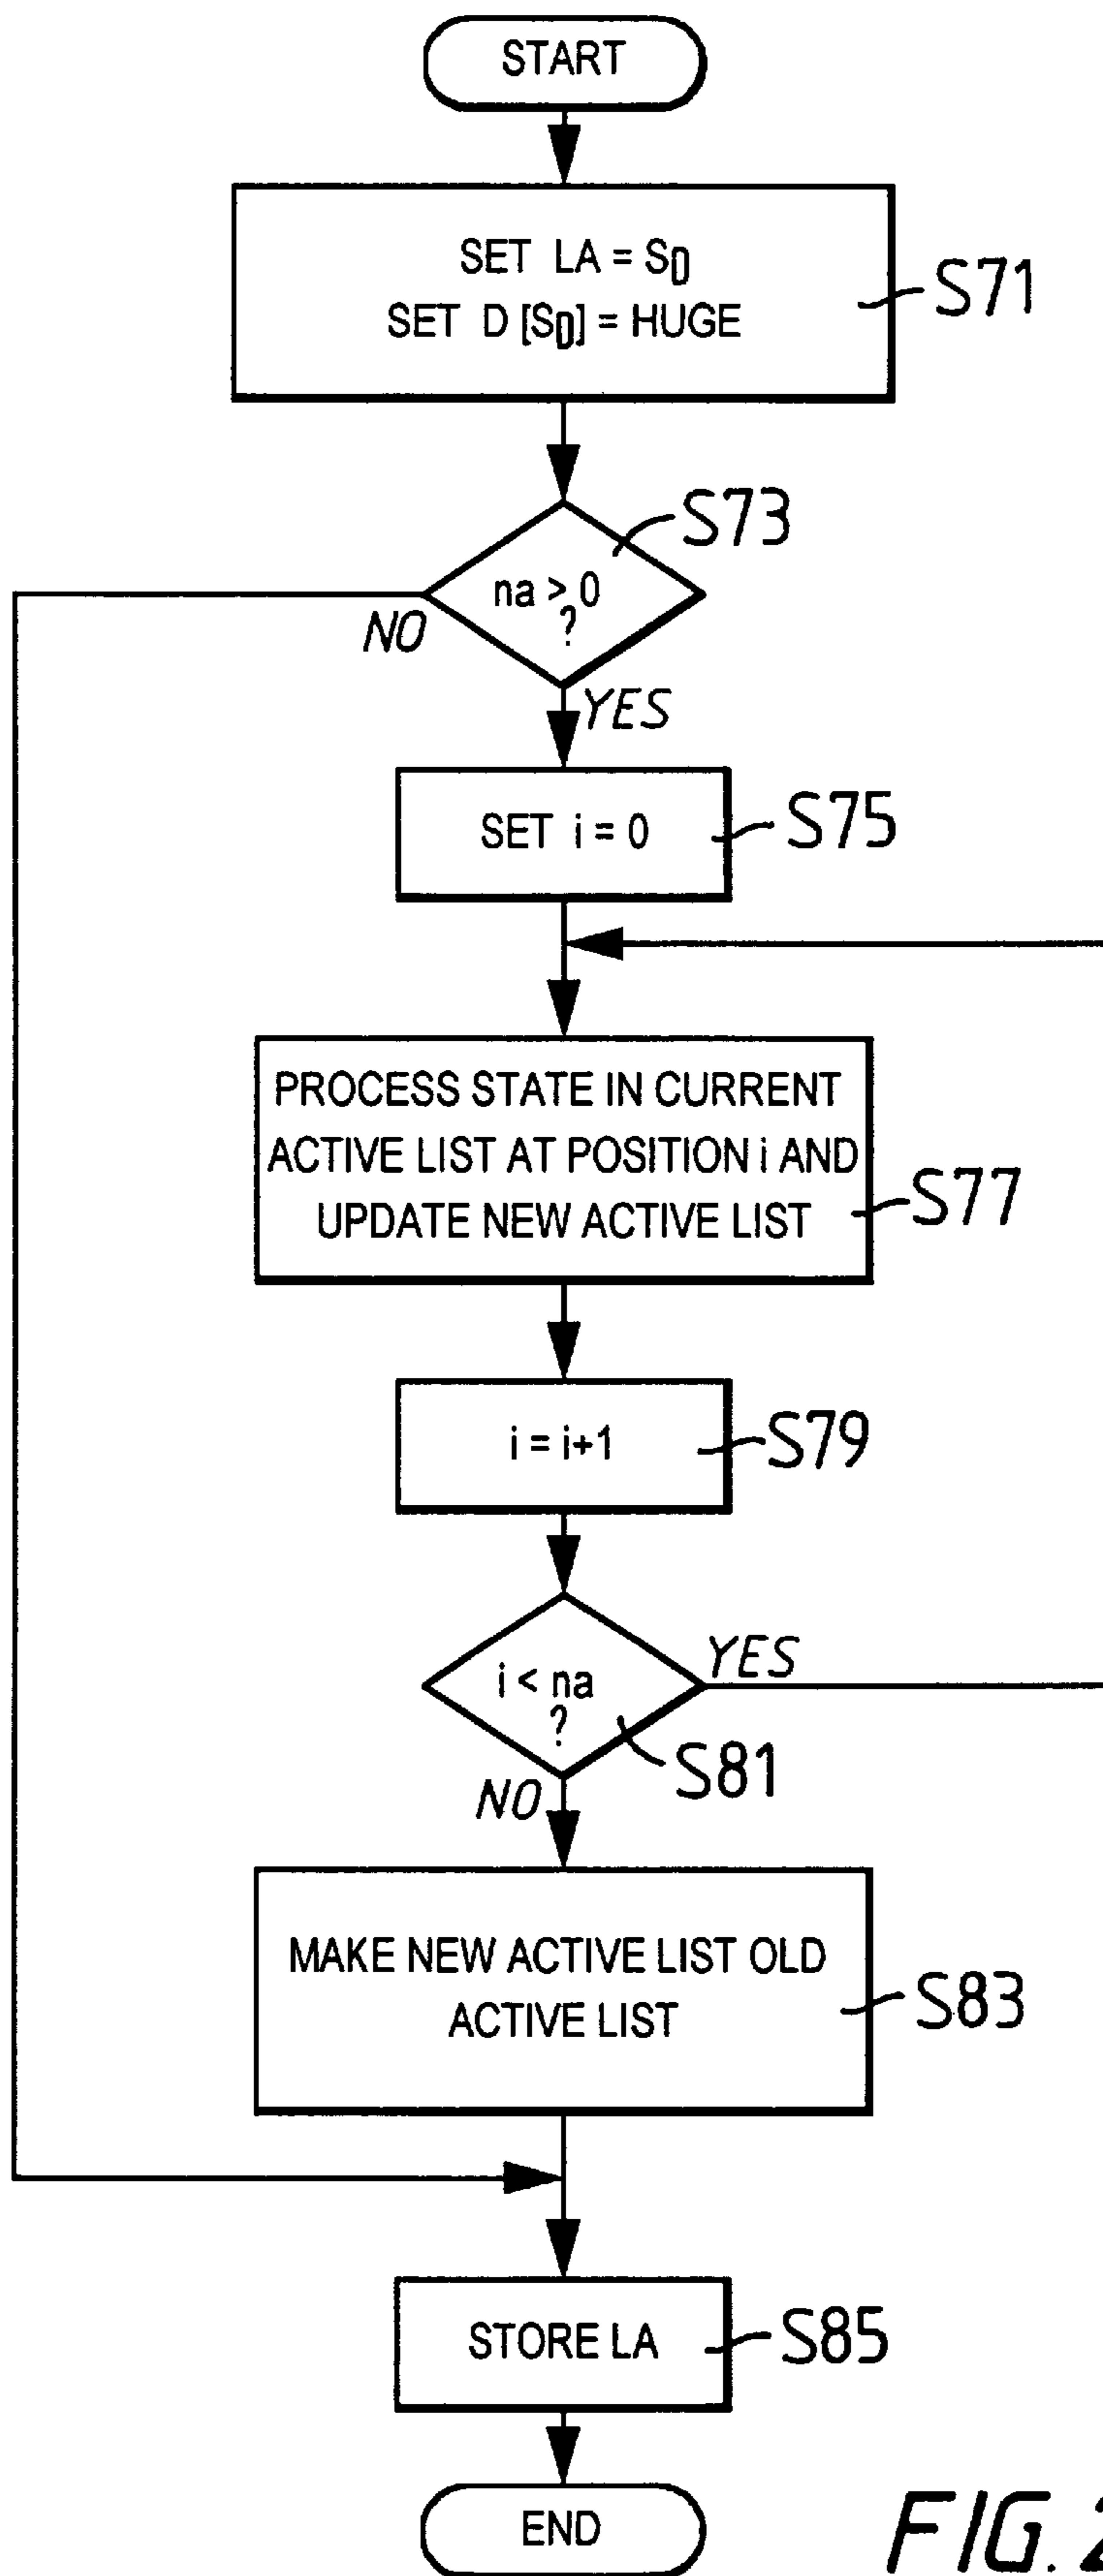 START
SET LA = S0
SET D [S0] = HUGE
S71
S73
na > 0
?
NO
YES
SET i = 0
S75
PROCESS STATE IN CURRENT
ACTIVE LIST AT POSITION i AND
UPDATE NEW ACTIVE LIST
S77
i = i+1
S79
i < na
?
YES
S81
NO
MAKE NEW ACTIVE LIST OLD
ACTIVE LIST
S83
STORE LA
S85
END
FIG. 2